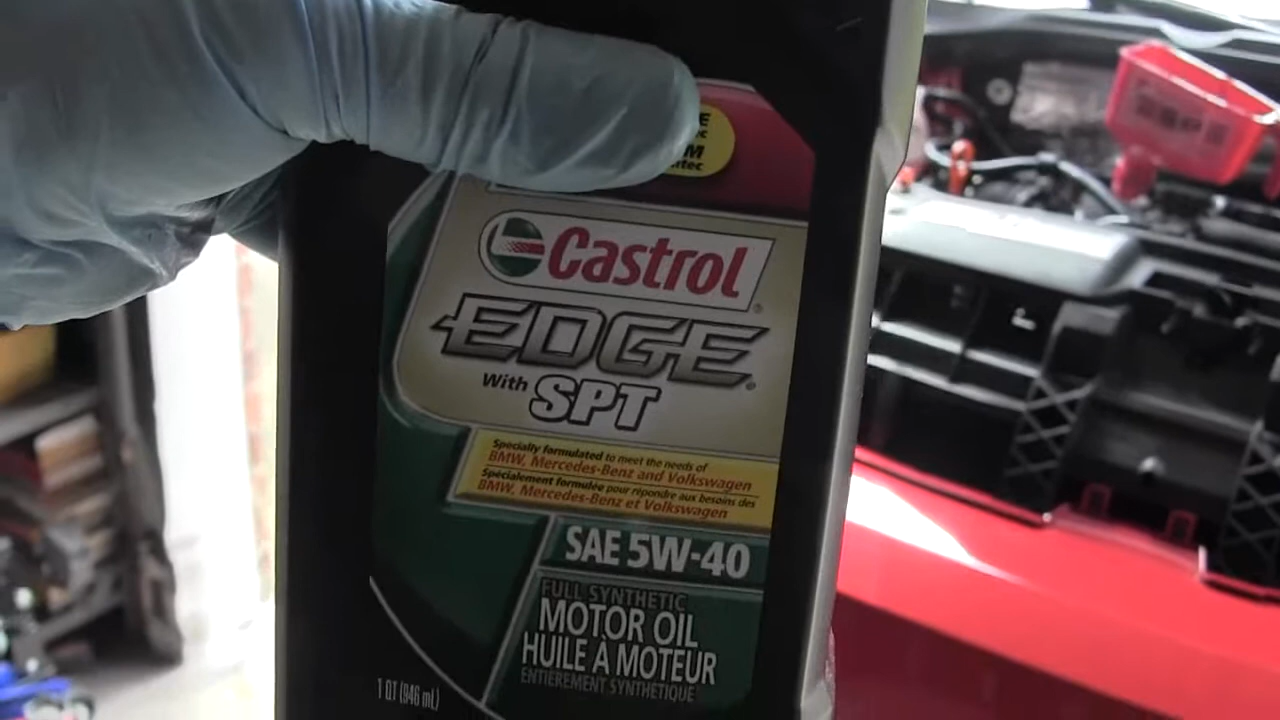 Castrol
EDGE
With SPT
Specially formulated to meet the needs of
BMW, Mercedes-Benz and Volkswagen
Spécialement formulée pour répondre aux besoins des
BMW, Mercedes-Benz et Volkswagen
SAE 5W-40
FULL SYNTHETIC
MOTOR OIL
HUILE À MOTEUR
ENTIEREMENT SYNTHÉTIQUE
1 QT (946 mL)